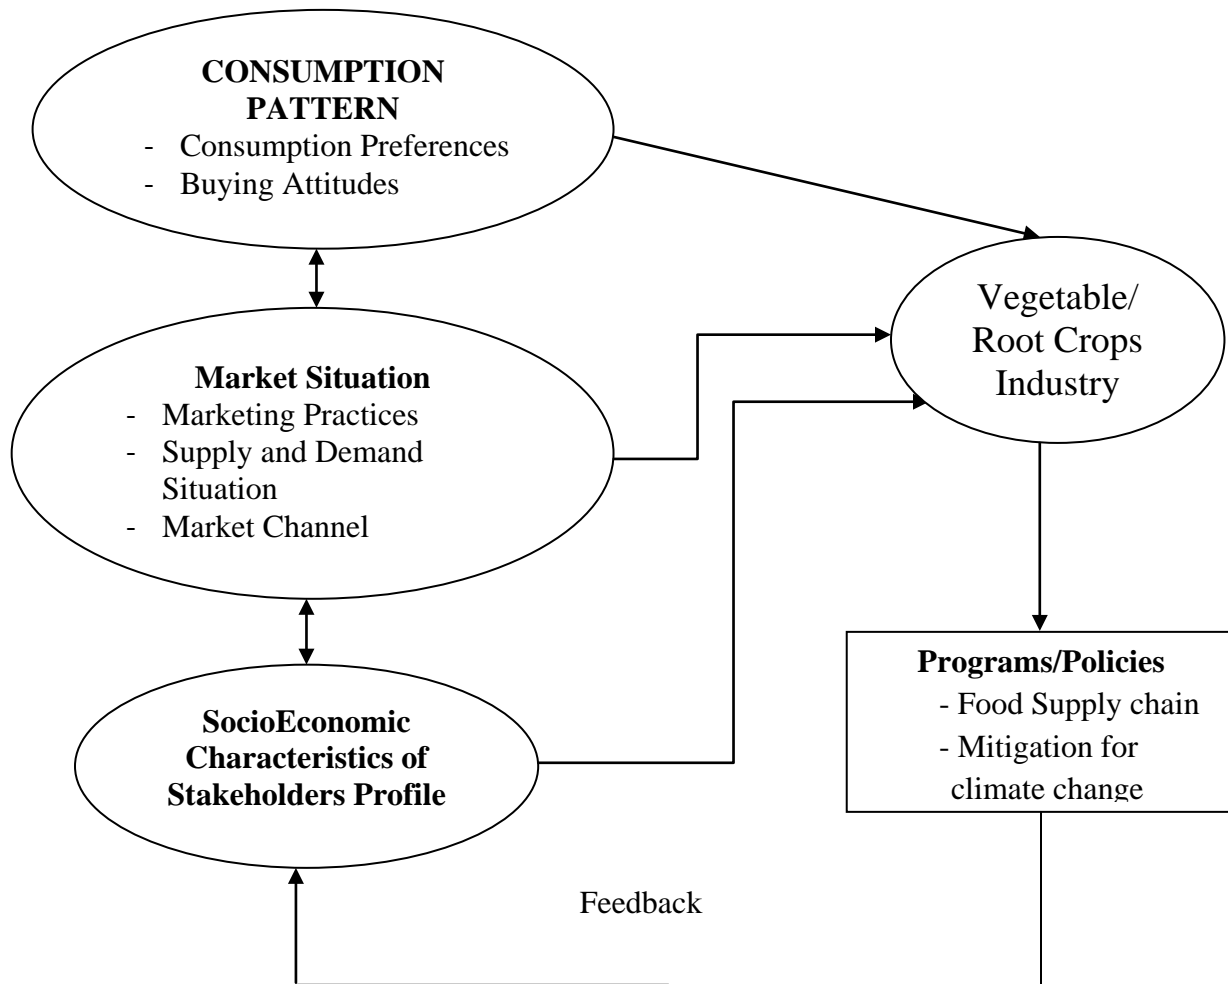 CONSUMPTION
PATTERN
- Consumption Preferences
- Buying Attitudes
Market Situation
- Marketing Practices
- Supply and Demand
Situation
- Market Channel
SocioEconomic
Characteristics of
Stakeholders Profile
Vegetable/
Root Crops
Industry
Programs/Policies
- Food Supply chain
- Mitigation for
climate change
Feedback